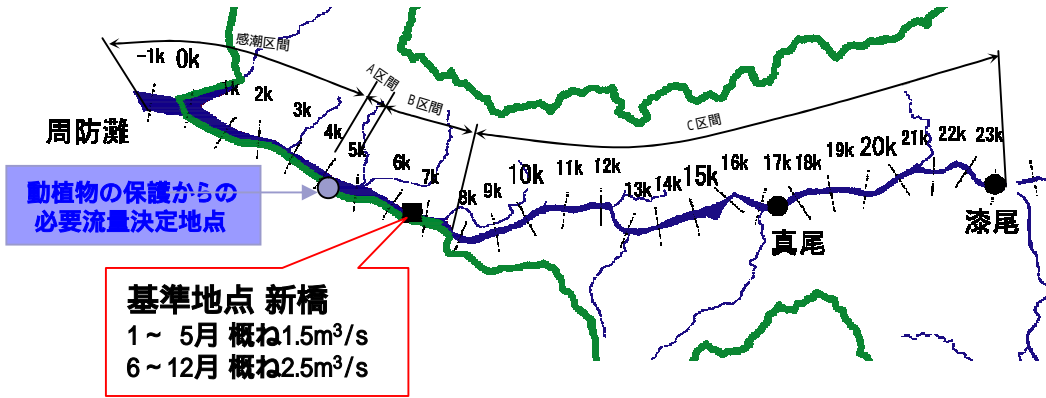 感潮区間
-1k
0k
1k
2k
3k
4k
5k
6k
7k
8k
9k
10k
11k
12k
13k
14k
15k
16k
17k
18k
19k
20k
21k
22k
23k
A区間
B区間
C区間
周防灘
動植物の保護からの
必要流量決定地点
真尾
漆尾
基準地点 新橋
1~ 5月 概ね1.5m³/s
6~12月 概ね2.5m³/s